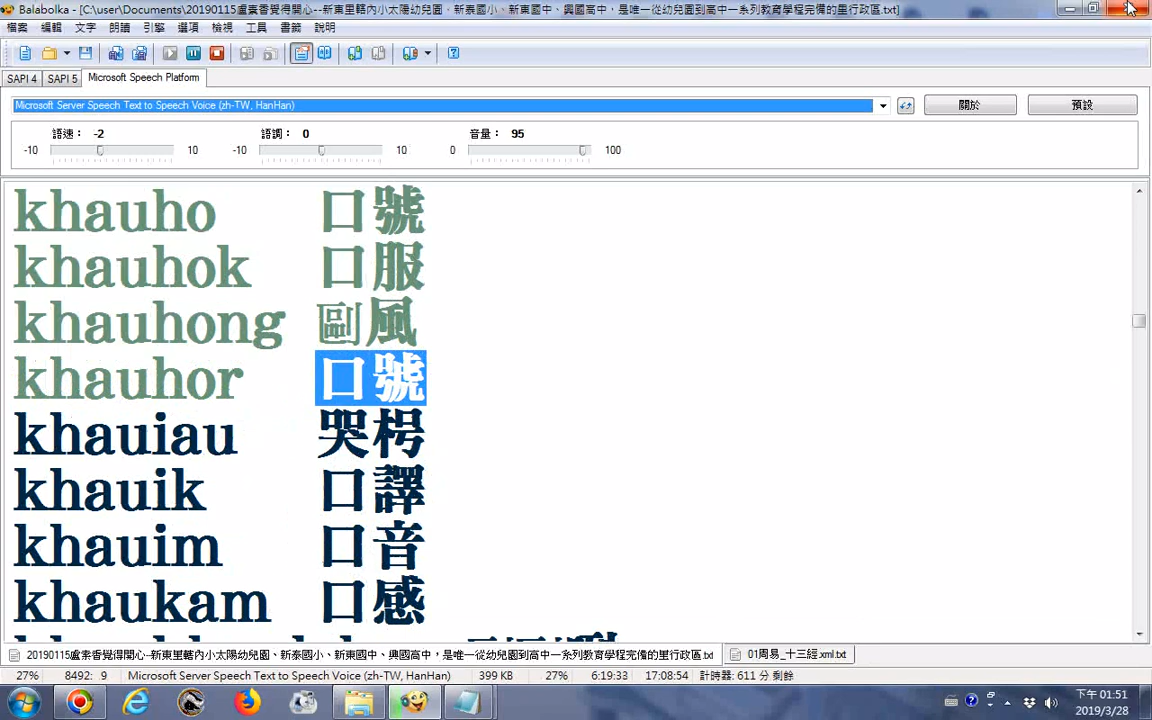 Balabolka - [C:\user\Documents\20190115盧素香覺得開心--新東里轄內小太陽幼兒園、新泰國小、新東國中、興國高中，是唯一從幼兒園到高中一系列教育學程完備的里行政區.txt]
檔案 編輯 文字 朗讀 引擎 選項 檢視 工具 書籤 說明
SAPI 4 SAPI 5 Microsoft Speech Platform
Microsoft Server Speech Text to Speech Voice (zh-TW, HanHan) 關於 預設
語速： -2 語調： 0 音量： 95
-10 10 -10 10 0 100
khauho 口號
khauhok 口服
khauhong 風
khauhor 口號
khauiau 哭枵
khauik 口譯
khauim 口音
khaukam 口感
20190115盧素香覺得開心--新東里轄內小太陽幼兒園、新泰國小、新東國中、興國高中，是唯一從幼兒園到高中一系列教育學程完備的里行政區.txt 01周易_十三經.xml.txt
27% 8492: 9 Microsoft Server Speech Text to Speech Voice (zh-TW, HanHan) 399 KB 27% 6:19:33 17:08:54 計時器: 611 分 剩餘
下午 01:51
2019/3/28